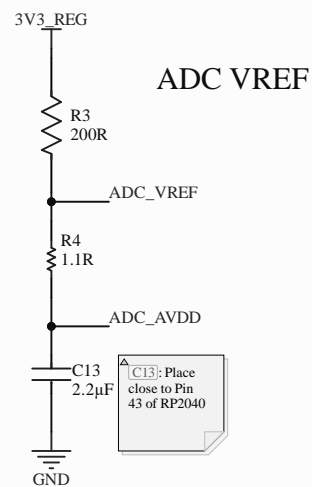 3V3_REG
ADC VREF
R3
200R
ADC_VREF
R4
1.1R
ADC_AVDD
C13
2.2µF
C13: Place
close to Pin
43 of RP2040
GND